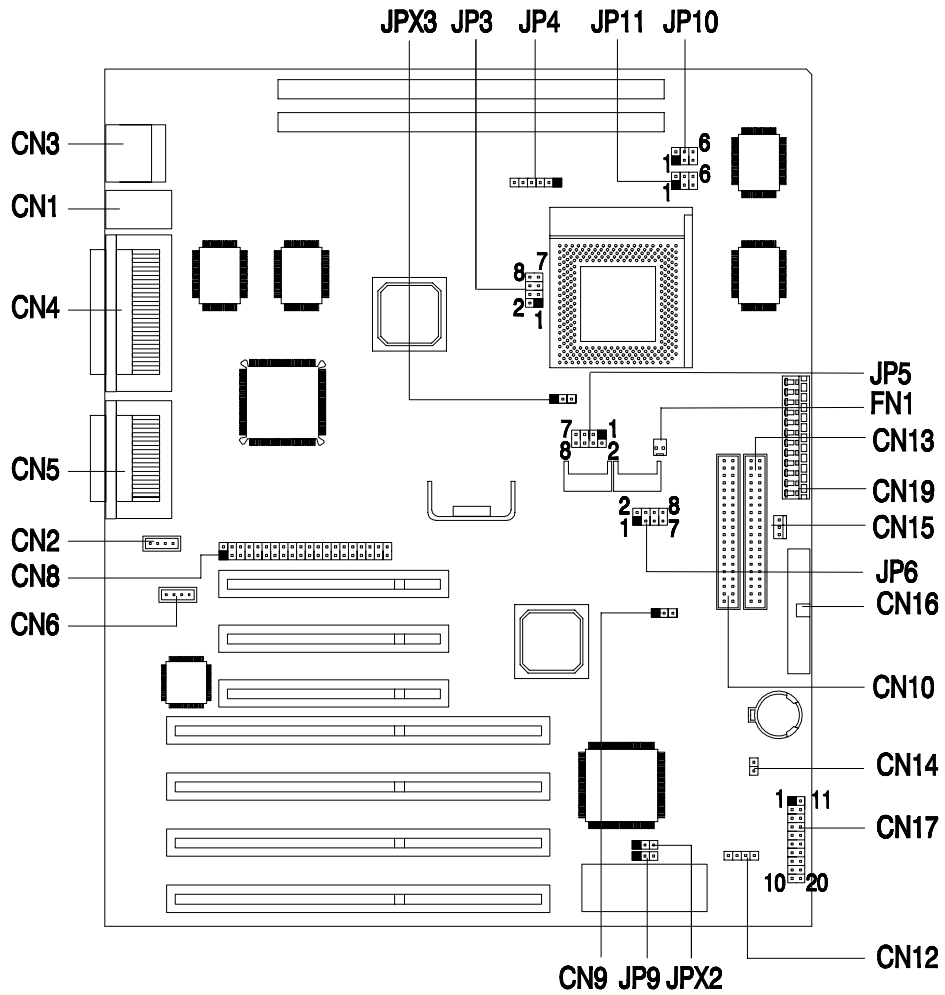 JPX3 JP3 JP4 JP11 JP10
CN3
6
1
6
1
CN1
8 7
2 1
CN4
JP5
FN1
7 1
8 2
CN13
CN5
CN19
2 8
1 7
CN15
CN2
CN8
JP6
CN16
CN6
CN10
CN14
1 11
CN17
10 20
CN12
CN9 JP9 JPX2